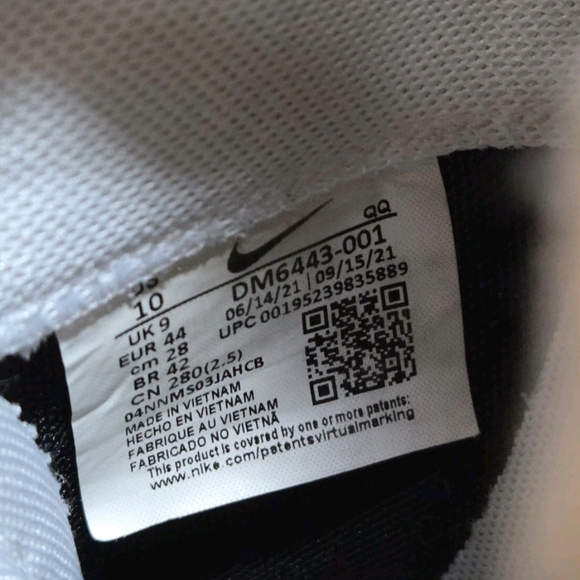 QQ
US
10
UK 9
EUR 44
cm 28
BR 42
CN 280(2.5)
04NNMS03JAHCB
DM6443-001
06/14/21 | 09/15/21
UPC 00195239835889
MADE IN VIETNAM
HECHO EN VIETNAM
FABRIQUE AU VIETNAM
FABRICADO NO VIETNÃ
This product is covered by one or more patents:
www.nike.com/patentsvirtualmarking